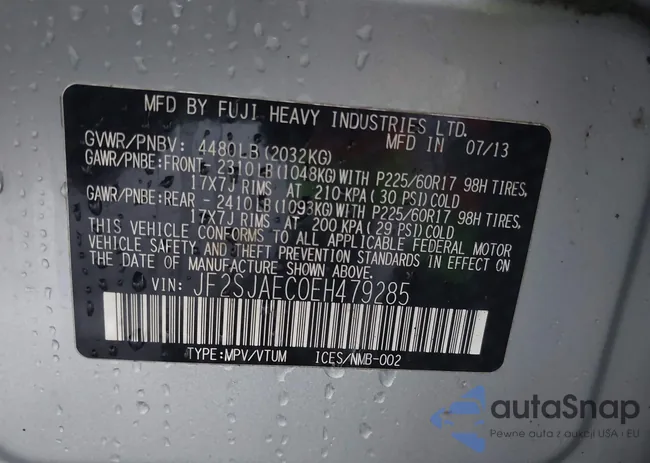 MFD BY FUJI HEAVY INDUSTRIES LTD.
MFD IN 07/13
GVWR/PNBV: 4480LB(2032KG)
GAWR/PNBE:FRONT- 2310LB(1048KG)WITH P225/60R17 98H TIRES,
17X7J RIMS AT 210-KPA(30 PSI)COLD
GAWR/PNBE:REAR - 2410LB(1093KG)WITH P225/60R17 98H TIRES,
17X7J RIMS AT 200 KPA(29 PSI)COLD
THIS VEHICLE CONFORMS TO ALL APPLICABLE FEDERAL MOTOR
VEHICLE SAFETY AND THEFT PREVENTION STANDARDS IN EFFECT ON
THE DATE OF MANUFACTURE SHOWN ABOVE.
VIN: JF2SJAEC0EH479285
TYPE:MPV/VTUM ICES/NMB-002
autaSnap
Pewne auta z aukcji USA i EU